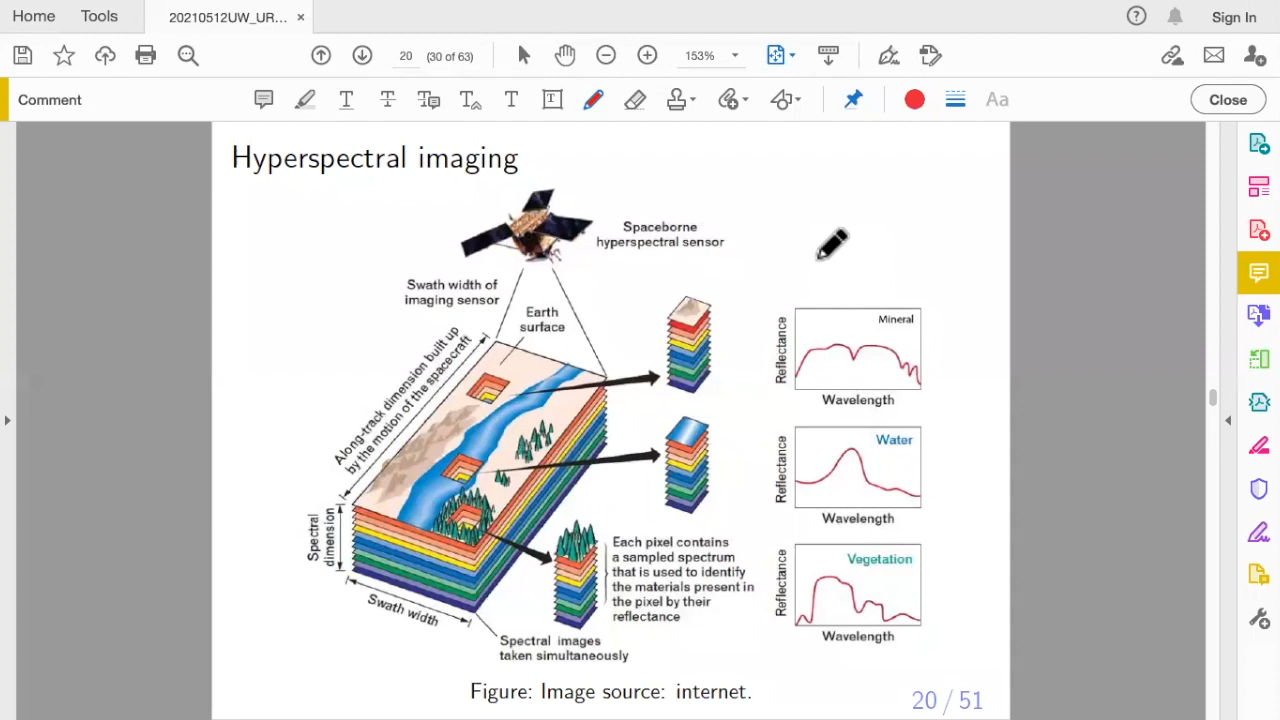 Home
Tools
20210512UW_UR...
×
Sign In
20
(30 of 63)
153%
Comment
Aa
Close
Hyperspectral imaging
Spaceborne
hyperspectral sensor
Swath width of
imaging sensor
Earth
surface
Along-track dimension built up
by the motion of the spacecraft
Mineral
Reflectance
Wavelength
Water
Reflectance
Wavelength
Spectral
dimension
Swath width
Each pixel contains
a sampled spectrum
that is used to identify
the materials present in
the pixel by their
reflectance
Vegetation
Reflectance
Wavelength
Spectral images
taken simultaneously
Figure: Image source: internet.
20 / 51